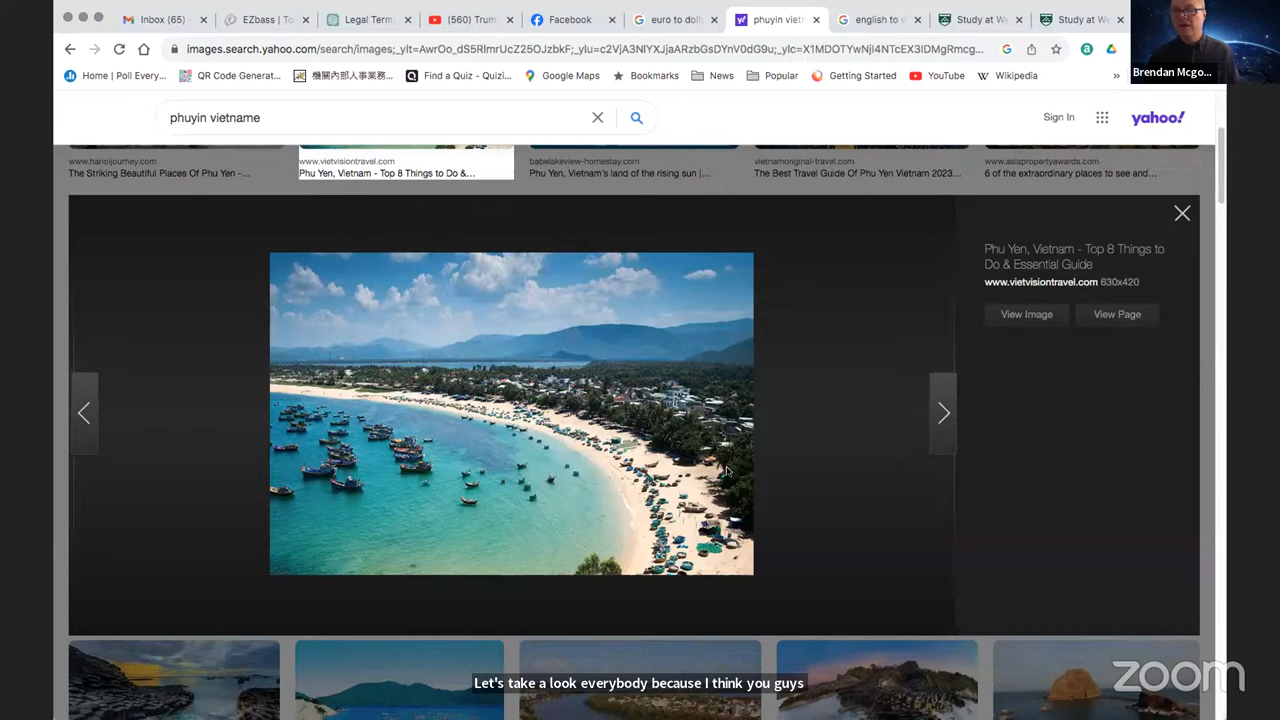 Inbox (65)
EZbass | To
Legal Term
(560) Trum
Facebook
euro to doll
phuyin vietr
english to v
Study at We
Study at We
images.search.yahoo.com/search/images;_ylt=AwrOo_dS5RlmrUcZ25OJzbkF;_ylu=c2VjA3NlYXJjaARzbGsDYnV0dG9u;_ylc=X1MDOTYwNji4NTcEX3IDMgRmcg...
Home | Poll Every...
QR Code Generat...
機關內部人事業務...
Find a Quiz - Quizi...
Google Maps
Bookmarks
News
Popular
Getting Started
YouTube
Wikipedia
»
Brendan Mcgo...
phuyin vietname
Sign In
yahoo!
www.hanoijourney.com
The Striking Beautiful Places Of Phu Yen -...
www.vietvisiontravel.com
Phu Yen, Vietnam - Top 8 Things to Do &...
babelakeview-homestay.com
Phu Yen, Vietnam's land of the rising sun |...
vietnamoriginal-travel.com
The Best Travel Guide Of Phu Yen Vietnam 2023...
www.asiapropertyawards.com
6 of the extraordinary places to see and...
Phu Yen, Vietnam - Top 8 Things to
Do & Essential Guide
www.vietvisiontravel.com 630x420
View Image
View Page
Let's take a look everybody because I think you guys
zoom